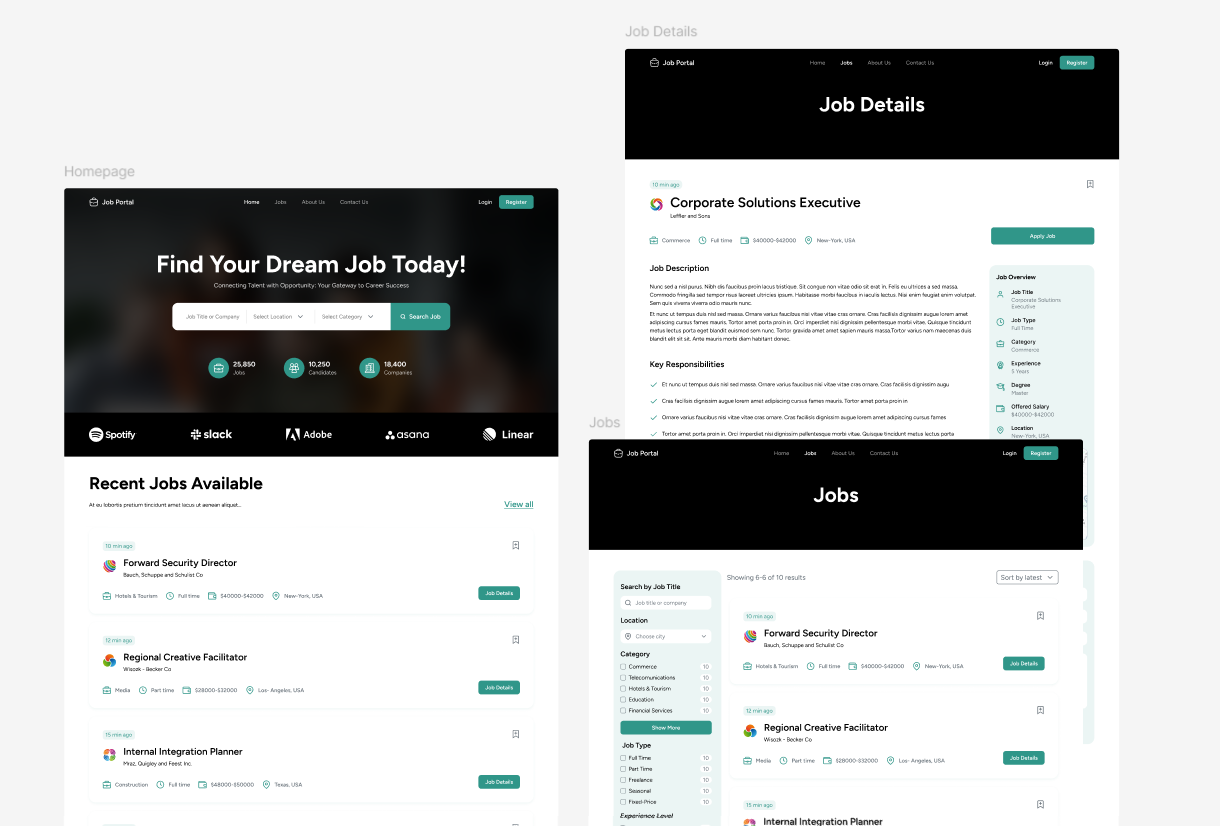 Homepage
Job Portal
Home
Jobs
About Us
Contact Us
Login
Register
Find Your Dream Job Today!
Connecting Talent with Opportunity: Your Gateway to Career Success
Job Title or Company
Select Location
Select Category
Search Job
25,850
Jobs
10,250
Candidates
18,400
Companies
Spotify
slack
Adobe
asana
Linear
Recent Jobs Available
At eu lobortis pretium tincidunt amet lacus ut aenean aliquet...
View all
10 min ago
Forward Security Director
Bauch, Schuppe and Schulist Co
Hotels & Tourism
Full time
$40000-$42000
New-York, USA
Job Details
12 min ago
Regional Creative Facilitator
Wisozk - Becker Co
Media
Part time
$28000-$32000
Los- Angeles, USA
Job Details
15 min ago
Internal Integration Planner
Mraz, Quigley and Feest Inc.
Construction
Full time
$48000-$50000
Texas, USA
Job Details
Job Details
Job Portal
Home
Jobs
About Us
Contact Us
Login
Register
Job Details
10 min ago
Corporate Solutions Executive
Leffler and Sons
Commerce
Full time
$40000-$42000
New-York, USA
Apply Job
Job Description
Nunc sed a nisl purus. Nibh dis faucibus proin lacus tristique. Sit congue non vitae odio sit erat in. Felis eu ultrices a sed massa.
Commodo fringilla sed tempor risus laoreet ultricies ipsum. Habitasse morbi faucibus in iaculis lectus. Nisi enim feugiat enim volutpat.
Sem quis viverra viverra odio mauris nunc.
Et nunc ut tempus duis nisl sed massa. Ornare varius faucibus nisi vitae vitae cras ornare. Cras facilisis dignissim augue lorem amet
adipiscing cursus fames mauris. Tortor amet porta proin in. Orci imperdiet nisi dignissim pellentesque morbi vitae. Quisque tincidunt
metus lectus porta eget blandit euismod sem nunc. Tortor gravida amet amet sapien mauris massa.Tortor varius nam maecenas duis
blandit elit sit sit. Ante mauris morbi diam habitant donec.
Key Responsibilities
Et nunc ut tempus duis nisl sed massa. Ornare varius faucibus nisi vitae vitae cras ornare. Cras facilisis dignissim augu
Cras facilisis dignissim augue lorem amet adipiscing cursus fames mauris. Tortor amet porta proin in
Ornare varius faucibus nisi vitae vitae cras ornare. Cras facilisis dignissim augue lorem amet adipiscing cursus fames
Tortor amet porta proin in. Orci imperdiet nisi dignissim pellentesque morbi vitae. Quisque tincidunt metus lectus porta
Job Overview
Job Title
Corporate Solutions
Executive
Job Type
Full Time
Category
Commerce
Experience
5 Years
Degree
Master
Offered Salary
$40000-$42000
Location
New-York, USA
Jobs
Job Portal
Home
Jobs
About Us
Contact Us
Login
Register
Jobs
Search by Job Title
Job title or company
Location
Choose city
Category
Commerce 10
Telecomunications 10
Hotels & Tourism 10
Education 10
Financial Services 10
Show More
Job Type
Full Time 10
Part Time 10
Freelance 10
Seasonal 10
Fixed-Price 10
Experience Level
Showing 6-6 of 10 results
Sort by latest
10 min ago
Forward Security Director
Bauch, Schuppe and Schulist Co
Hotels & Tourism
Full time
$40000-$42000
New-York, USA
Job Details
12 min ago
Regional Creative Facilitator
Wisozk - Becker Co
Media
Part time
$28000-$32000
Los- Angeles, USA
Job Details
15 min ago
Internal Integration Planner